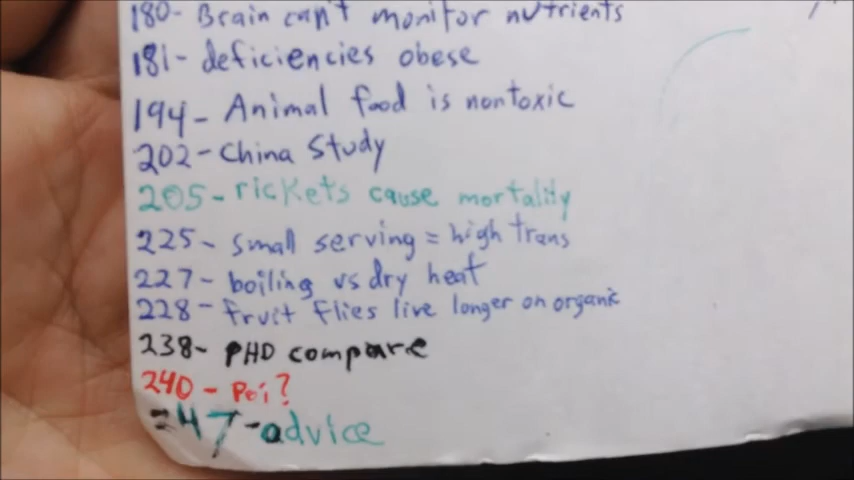 180- Brain can't monitor nutrients
181- deficiencies obese
194- Animal food is nontoxic
202- China Study
205- rickets cause mortality
225- small serving = high trans
227- boiling vs dry heat
228- fruit flies live longer on organic
238- PHD compare
240- Poi?
247- advice